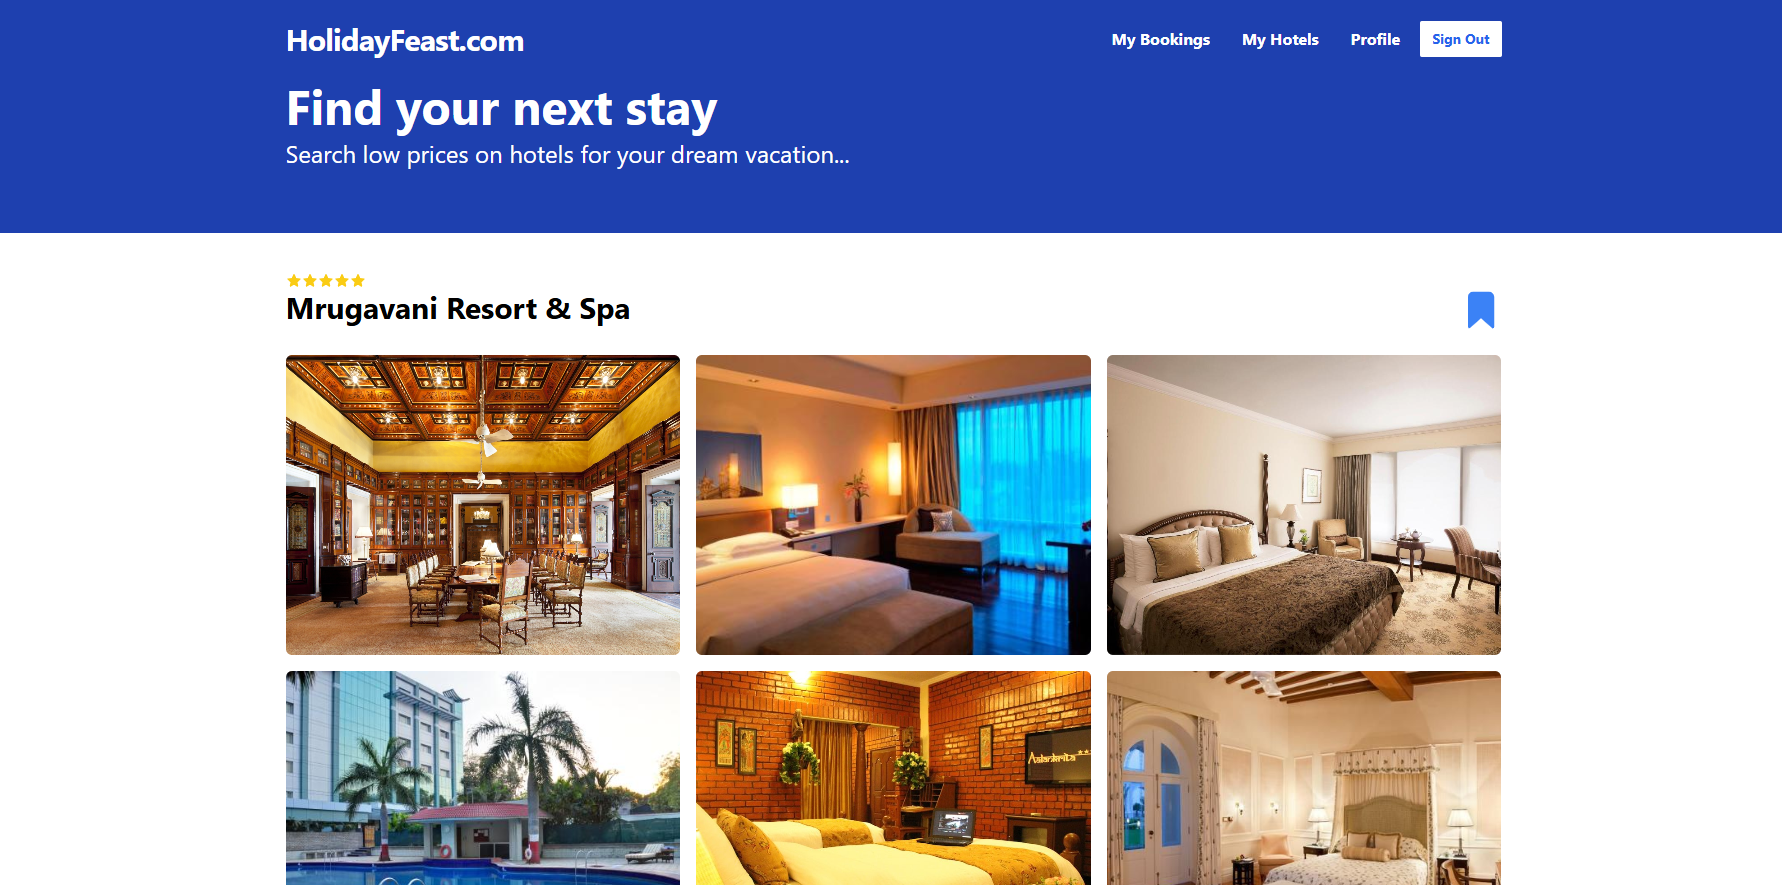 HolidayFeast.com
My Bookings
My Hotels
Profile
Sign Out
Find your next stay
Search low prices on hotels for your dream vacation...
Mrugavani Resort & Spa
Aalankrita